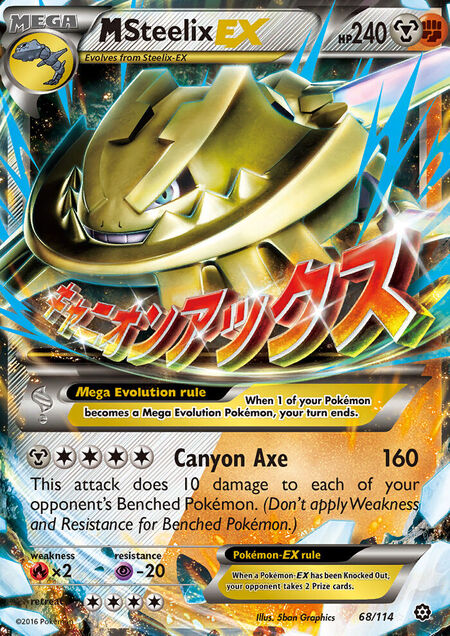 MEGA
M Steelix EX
HP240
Evolves from Steelix-EX
キャニオンアックス
Mega Evolution rule
When 1 of your Pokémon
becomes a Mega Evolution Pokémon, your turn ends.
Canyon Axe 160
This attack does 10 damage to each of your
opponent's Benched Pokémon. (Don't apply Weakness
and Resistance for Benched Pokémon.)
weakness resistance
×2 -20
Pokémon-EX rule
When a Pokémon-EX has been Knocked Out,
your opponent takes 2 Prize cards.
retreat
©2016 Pokémon
Illus. 5ban Graphics
68/114